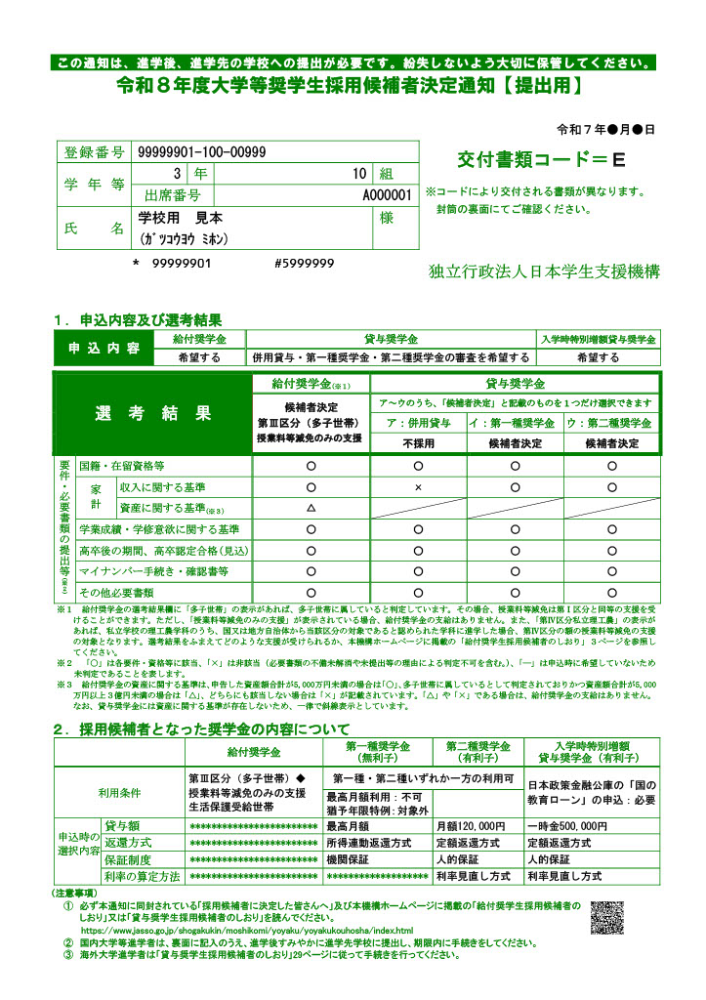 この通知は、進学後、進学先の学校への提出が必要です。紛失しないよう大切に保管してください。
令和８年度大学等奨学生採用候補者決定通知【提出用】
令和７年●月●日
登録番号 99999901-100-00999
学年等 3 年 10 組
出席番号 A000001
氏名 学校用 見本 様
(ｶﾞﾂｺｳﾖｳ ﾐﾎﾝ)
* 99999901 #5999999
交付書類コード＝Ｅ
※コードにより交付される書類が異なります。
封筒の裏面にてご確認ください。
独立行政法人日本学生支援機構
１．申込内容及び選考結果
申込内容 給付奨学金 貸与奨学金 入学時特別増額貸与奨学金
希望する 併用貸与・第一種奨学金・第二種奨学金の審査を希望する 希望する
選考結果 給付奨学金(※１) 貸与奨学金
候補者決定
第Ⅲ区分（多子世帯）
授業料等減免のみの支援
ア～ウのうち、「候補者決定」と記載のものを１つだけ選択できます
ア：併用貸与 イ：第一種奨学金 ウ：第二種奨学金
不採用 候補者決定 候補者決定
要件・必要書類の提出等(※２)
国籍・在留資格等 ○ ○ ○ ○
家計 収入に関する基準 ○ × ○ ○
資産に関する基準(※３) △
学業成績・学修意欲に関する基準 ○ ○ ○ ○
高卒後の期間、高卒認定合格(見込) ○ ○ ○ ○
マイナンバー手続き・確認書等 ○ ○ ○ ○
その他必要書類 ○ ○ ○ ○
※１ 給付奨学金の選考結果欄に「多子世帯」の表示があれば、多子世帯に属していると判定しています。その場合、授業料等減免は第Ⅰ区分と同等の支援を受
けることができます。ただし、「授業料等減免のみの支援」が表示されている場合、給付奨学金の支給はありません。また、「第Ⅳ区分私立理工農」の表示が
あれば、私立学校の理工農学科のうち、国又は地方自治体から当該区分の対象であると認められた学科に進学した場合、第Ⅳ区分の額の授業料等減免の支援
の対象となります。選考結果をふまえてどのような支援が受けられるか、本機構ホームページに掲載の「給付奨学生採用候補者のしおり」３ページを参照し
てください。
※２ 「○」は各要件・資格等に該当、「×」は非該当（必要書類の不備未解消や未提出等の理由による判定不可を含む。）、「―」は申込時に希望していないため
未判定であることを表します。
※３ 給付奨学金の資産に関する基準は、申告した資産額合計が5,000万円未満の場合は「○」、多子世帯に属しているとして判定されておりかつ資産額合計が5,000
万円以上３億円未満の場合は「△」、どちらにも該当しない場合は「×」が記載されています。「△」や「×」である場合は、給付奨学金の支給はありません。
なお、貸与奨学金には資産に関する基準が存在しないため、一律で斜線表示としています。
２．採用候補者となった奨学金の内容について
給付奨学金 第一種奨学金（無利子） 第二種奨学金（有利子） 入学時特別増額貸与奨学金（有利子）
利用条件
第Ⅲ区分（多子世帯）◆
授業料等減免のみの支援
生活保護受給世帯
第一種・第二種いずれか一方の利用可
最高月額利用：不可
猶予年限特例：対象外
日本政策金融公庫の「国の
教育ローン」の申込：必要
申込時の選択内容
貸与額 ************************ 最高月額 月額120,000円 一時金500,000円
返還方式 ************************ 所得連動返還方式 定額返還方式 定額返還方式
保証制度 ************************ 機関保証 人的保証 人的保証
利率の算定方法 ************************ ******************* 利率見直し方式 利率見直し方式
（注意事項）
① 必ず本通知に同封されている「採用候補者に決定した皆さんへ」及び本機構ホームページに掲載の「給付奨学生採用候補者の
しおり」又は「貸与奨学生採用候補者のしおり」を読んでください。
https://www.jasso.go.jp/shogakukin/moshikomi/yoyaku/yoyakukouhosha/index.html
② 国内大学等進学者は、裏面に記入のうえ、進学後すみやかに進学先学校に提出し、期限内に手続きをしてください。
③ 海外大学進学者は「貸与奨学生採用候補者のしおり」29ページに従って手続きを行ってください。